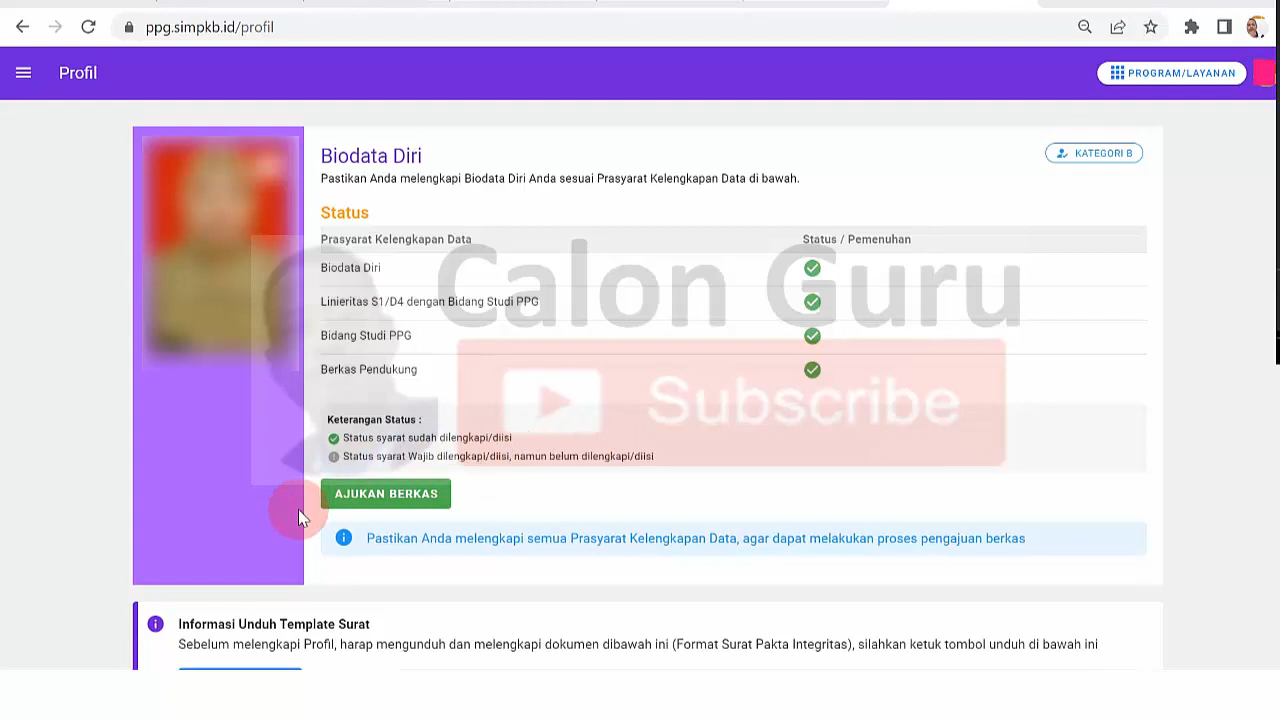 ppg.simpkb.id/profil
Profil
PROGRAM/LAYANAN
Biodata Diri
KATEGORI B
Pastikan Anda melengkapi Biodata Diri Anda sesuai Prasyarat Kelengkapan Data di bawah.
Status
Prasyarat Kelengkapan Data Status / Pemenuhan
Biodata Diri
Linieritas S1/D4 dengan Bidang Studi PPG
Bidang Studi PPG
Berkas Pendukung
Calon Guru
Subscribe
Keterangan Status :
Status syarat sudah dilengkapi/diisi
Status syarat Wajib dilengkapi/diisi, namun belum dilengkapi/diisi
AJUKAN BERKAS
Pastikan Anda melengkapi semua Prasyarat Kelengkapan Data, agar dapat melakukan proses pengajuan berkas
Informasi Unduh Template Surat
Sebelum melengkapi Profil, harap mengunduh dan melengkapi dokumen dibawah ini (Format Surat Pakta Integritas), silahkan ketuk tombol unduh di bawah ini